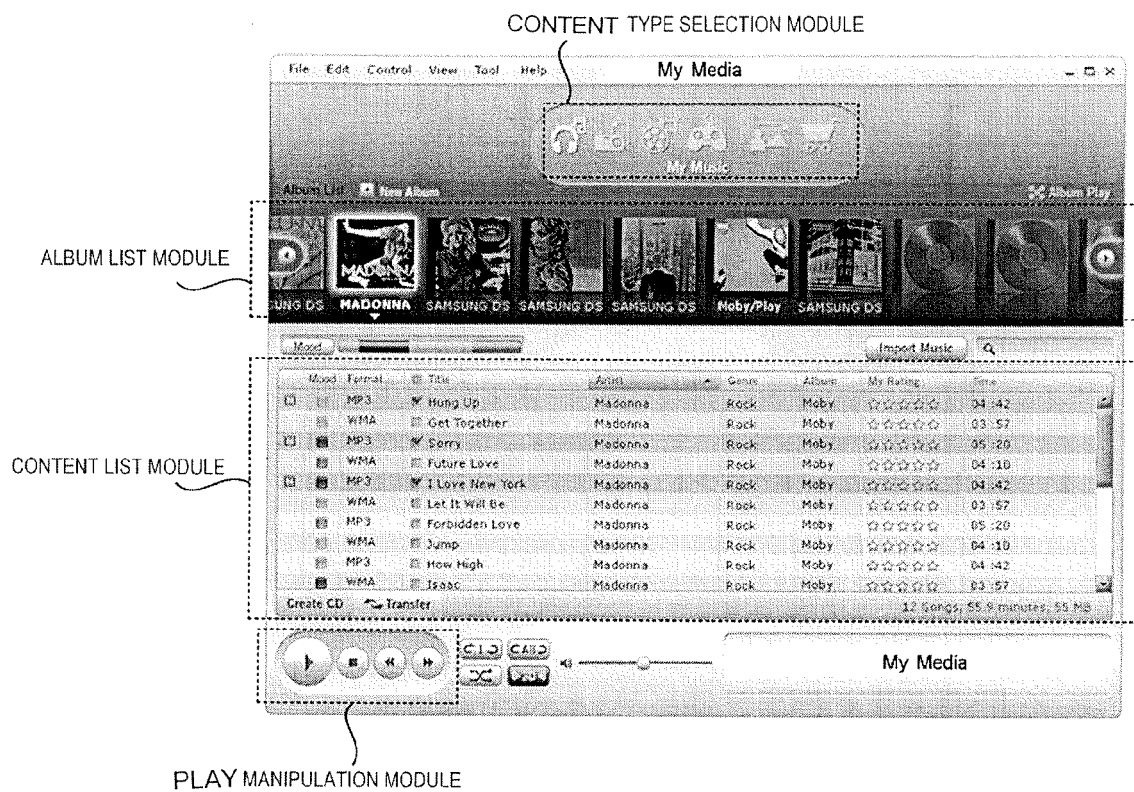 CONTENT TYPE SELECTION MODULE
File Edit Control View Tool Help My Media
My Music
Album List New Album Album Play
ALBUM LIST MODULE
MADONNA
UNG DS MADONNA SAMSUNG DS SAMSUNG DS SAMSUNG DS Moby/Play SAMSUNG DS
Mood Import Music
Mood Format Title Artist Genre Album My Rating Time
MP3 Hung Up Madonna Rock Moby 04 :42
WMA Get Together Madonna Rock Moby 03 :57
MP3 Sorry Madonna Rock Moby 05 :20
CONTENT LIST MODULE
WMA Future Love Madonna Rock Moby 04 :10
MP3 I Love New York Madonna Rock Moby 04 :42
WMA Let It Will Be Madonna Rock Moby 03 :57
MP3 Forbidden Love Madonna Rock Moby 05 :20
WMA Jump Madonna Rock Moby 04 :10
MP3 How High Madonna Rock Moby 04 :42
WMA Isaac Madonna Rock Moby 03 :57
Create CD Transfer 12 Songs, 55.9 minutes, 55 MB
1 AB
My Media
PLAY MANIPULATION MODULE